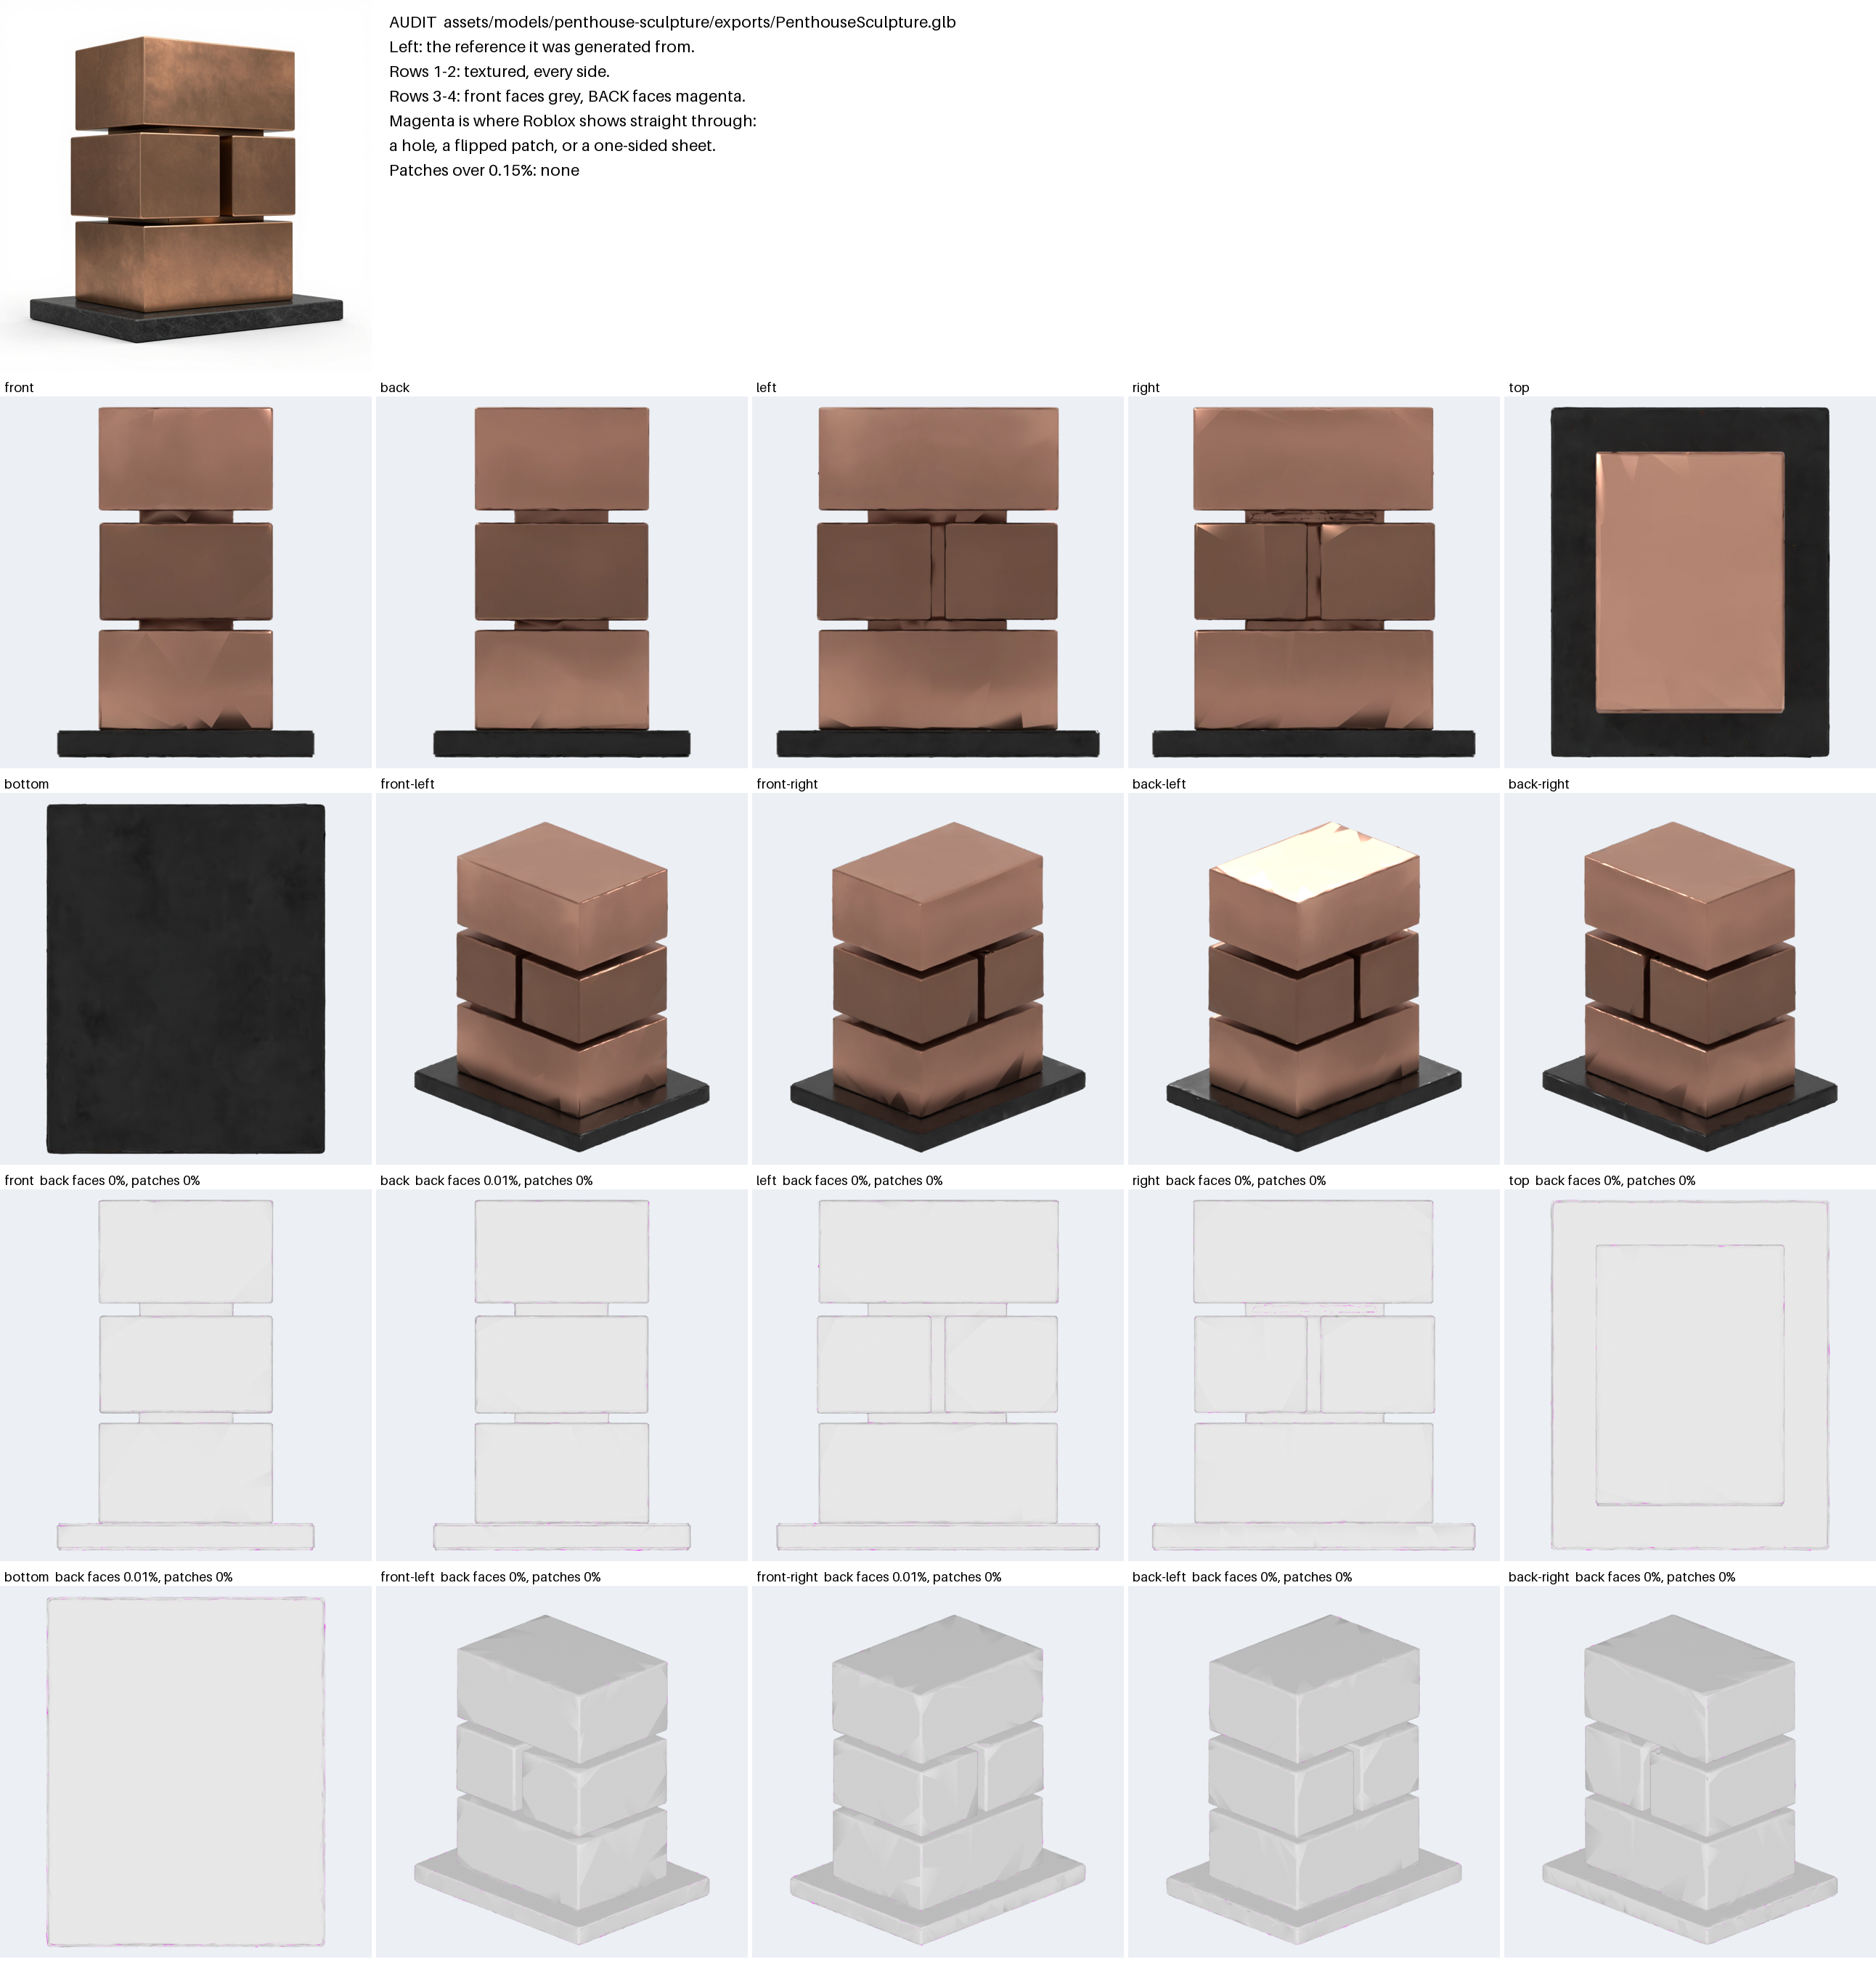 AUDIT assets/models/penthouse-sculpture/exports/PenthouseSculpture.glb
Left: the reference it was generated from.
Rows 1-2: textured, every side.
Rows 3-4: front faces grey, BACK faces magenta.
Magenta is where Roblox shows straight through:
a hole, a flipped patch, or a one-sided sheet.
Patches over 0.15%: none
front
back
left
right
top
bottom
front-left
front-right
back-left
back-right
front back faces 0%, patches 0%
back back faces 0.01%, patches 0%
left back faces 0%, patches 0%
right back faces 0%, patches 0%
top back faces 0%, patches 0%
bottom back faces 0.01%, patches 0%
front-left back faces 0%, patches 0%
front-right back faces 0.01%, patches 0%
back-left back faces 0%, patches 0%
back-right back faces 0%, patches 0%